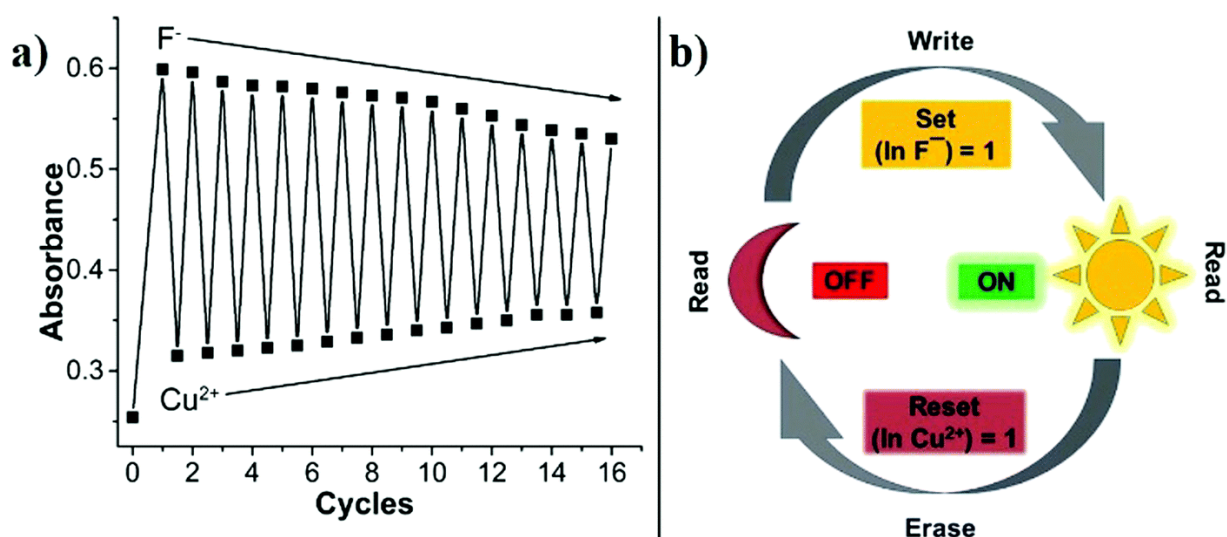 a)
F⁻
0.6
0.5
0.4
0.3
Absorbance
Cu²⁺
0 2 4 6 8 10 12 14 16
Cycles
b)
Write
Set
(In F⁻) = 1
Read
OFF
ON
Read
Reset
(In Cu²⁺) = 1
Erase